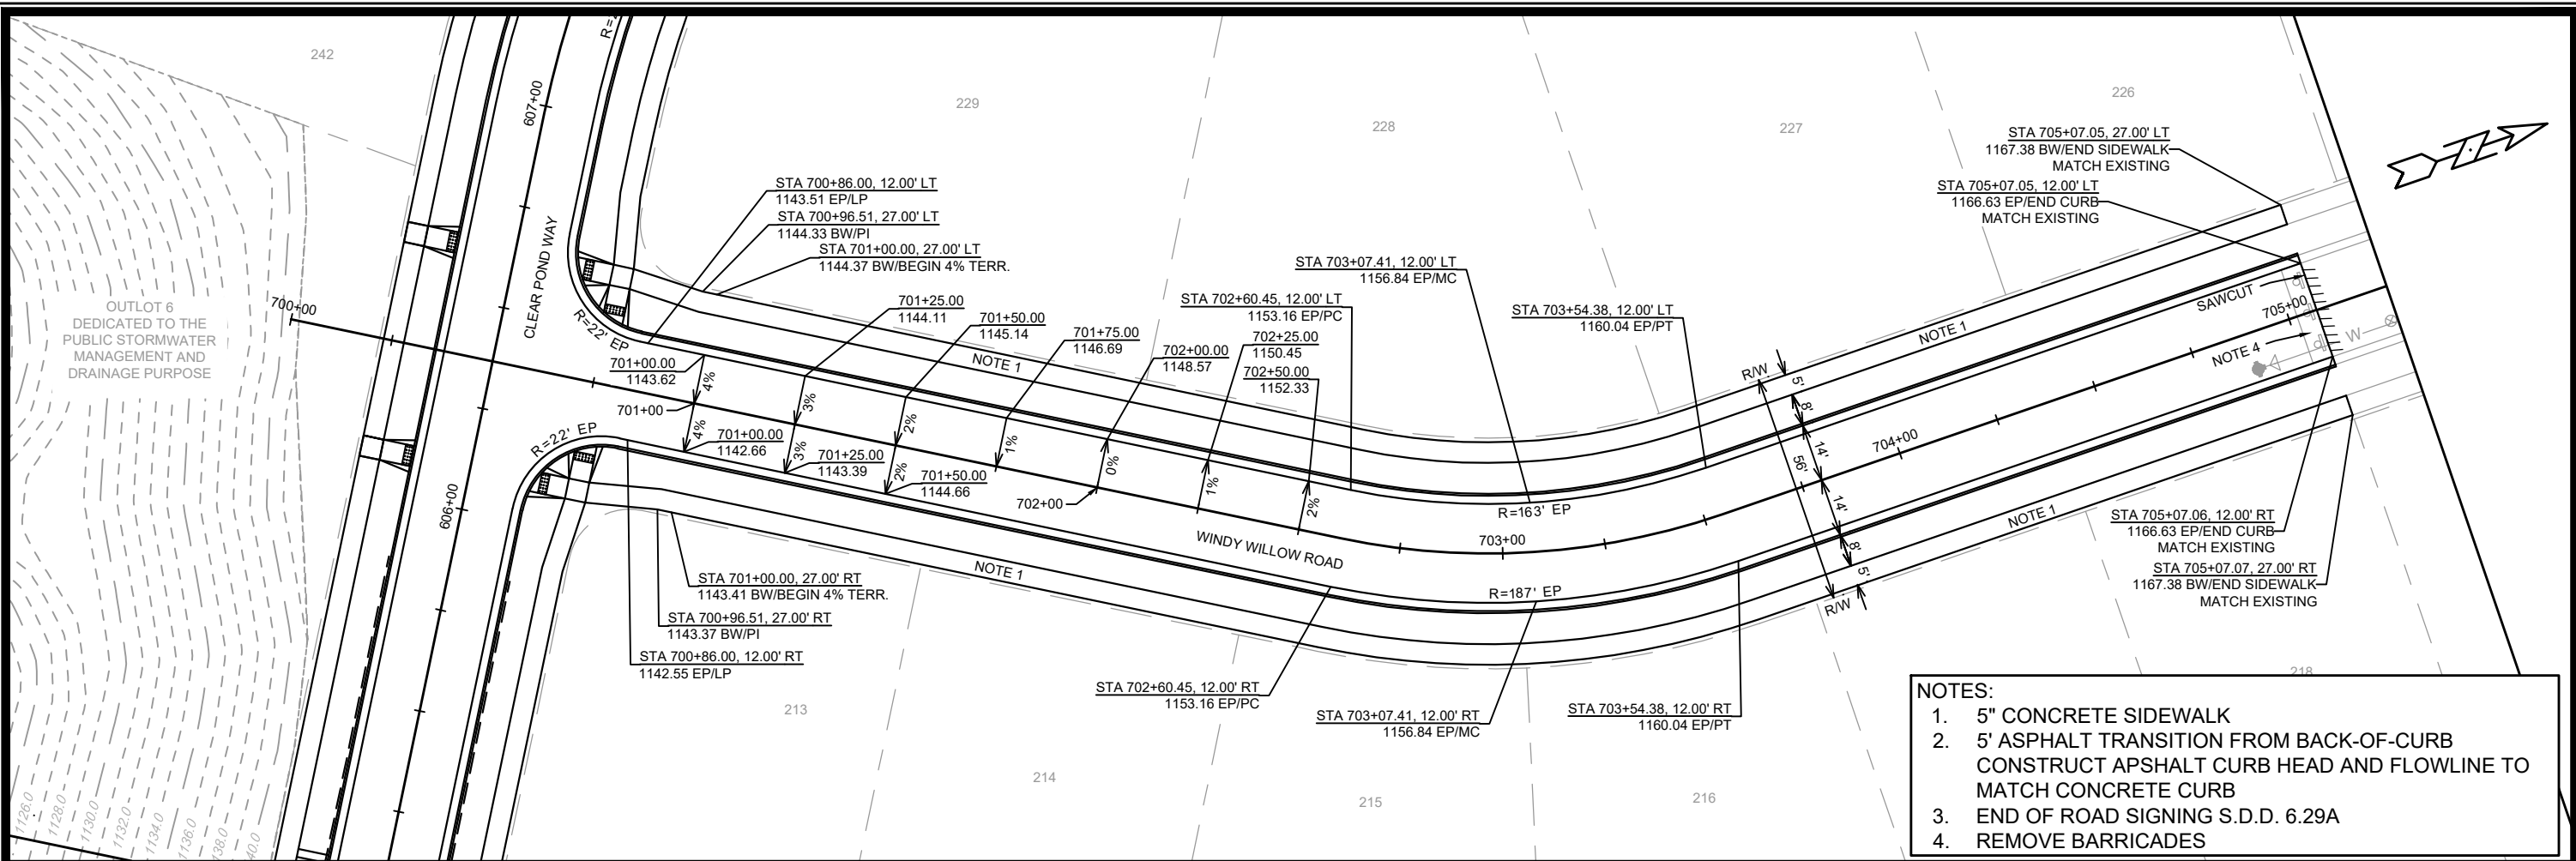 242
229
228
227
226
607+00
R=2
CLEAR POND WAY
606+00
OUTLOT 6
DEDICATED TO THE
PUBLIC STORMWATER
MANAGEMENT AND
DRAINAGE PURPOSE
700+00
STA 700+86.00, 12.00' LT
1143.51 EP/LP
STA 700+96.51, 27.00' LT
1144.33 BW/PI
STA 701+00.00, 27.00' LT
1144.37 BW/BEGIN 4% TERR.
R=22' EP
701+00.00
1143.62
4%
701+25.00
1144.11
3%
701+50.00
1145.14
2%
701+75.00
1146.69
1%
702+00.00
1148.57
0%
702+25.00
1150.45
1%
702+50.00
1152.33
2%
NOTE 1
701+00
702+00
STA 702+60.45, 12.00' LT
1153.16 EP/PC
STA 703+07.41, 12.00' LT
1156.84 EP/MC
STA 703+54.38, 12.00' LT
1160.04 EP/PT
STA 705+07.05, 27.00' LT
1167.38 BW/END SIDEWALK
MATCH EXISTING
STA 705+07.05, 12.00' LT
1166.63 EP/END CURB
MATCH EXISTING
NOTE 1
SAWCUT
705+00
NOTE 4
W
R/W
5'
8'
14'
56'
14'
8'
5'
R/W
704+00
R=163' EP
703+00
WINDY WILLOW ROAD
R=187' EP
NOTE 1
R=22' EP
4%
701+00.00
1142.66
3%
701+25.00
1143.39
2%
701+50.00
1144.66
NOTE 1
STA 701+00.00, 27.00' RT
1143.41 BW/BEGIN 4% TERR.
STA 700+96.51, 27.00' RT
1143.37 BW/PI
STA 700+86.00, 12.00' RT
1142.55 EP/LP
STA 702+60.45, 12.00' RT
1153.16 EP/PC
STA 703+07.41, 12.00' RT
1156.84 EP/MC
STA 703+54.38, 12.00' RT
1160.04 EP/PT
STA 705+07.06, 12.00' RT
1166.63 EP/END CURB
MATCH EXISTING
STA 705+07.07, 27.00' RT
1167.38 BW/END SIDEWALK
MATCH EXISTING
213
214
215
216
218
1126.0
1128.0
1130.0
1132.0
1134.0
1136.0
138.0
40.0
NOTES:
1. 5" CONCRETE SIDEWALK
2. 5' ASPHALT TRANSITION FROM BACK-OF-CURB
CONSTRUCT APSHALT CURB HEAD AND FLOWLINE TO
MATCH CONCRETE CURB
3. END OF ROAD SIGNING S.D.D. 6.29A
4. REMOVE BARRICADES